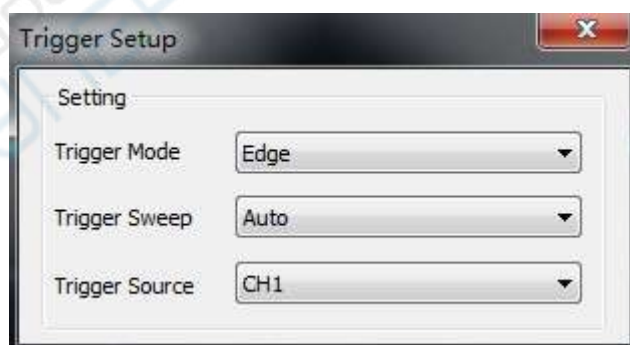 Trigger Setup
Setting
Trigger Mode Edge
Trigger Sweep Auto
Trigger Source CH1